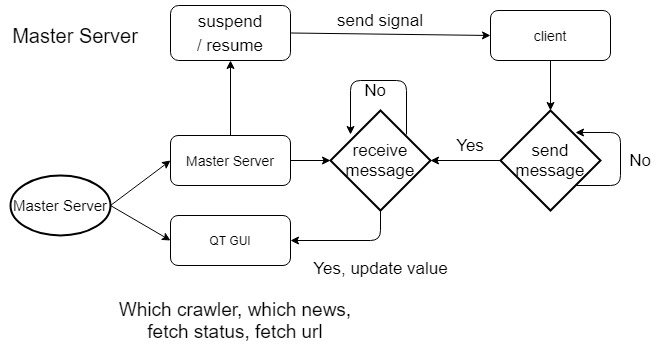 Master Server
suspend
/ resume
send signal
client
No
receive
message
Yes
send
message
No
Master Server
Master Server
QT GUI
Yes, update value
Which crawler, which news,
fetch status, fetch url